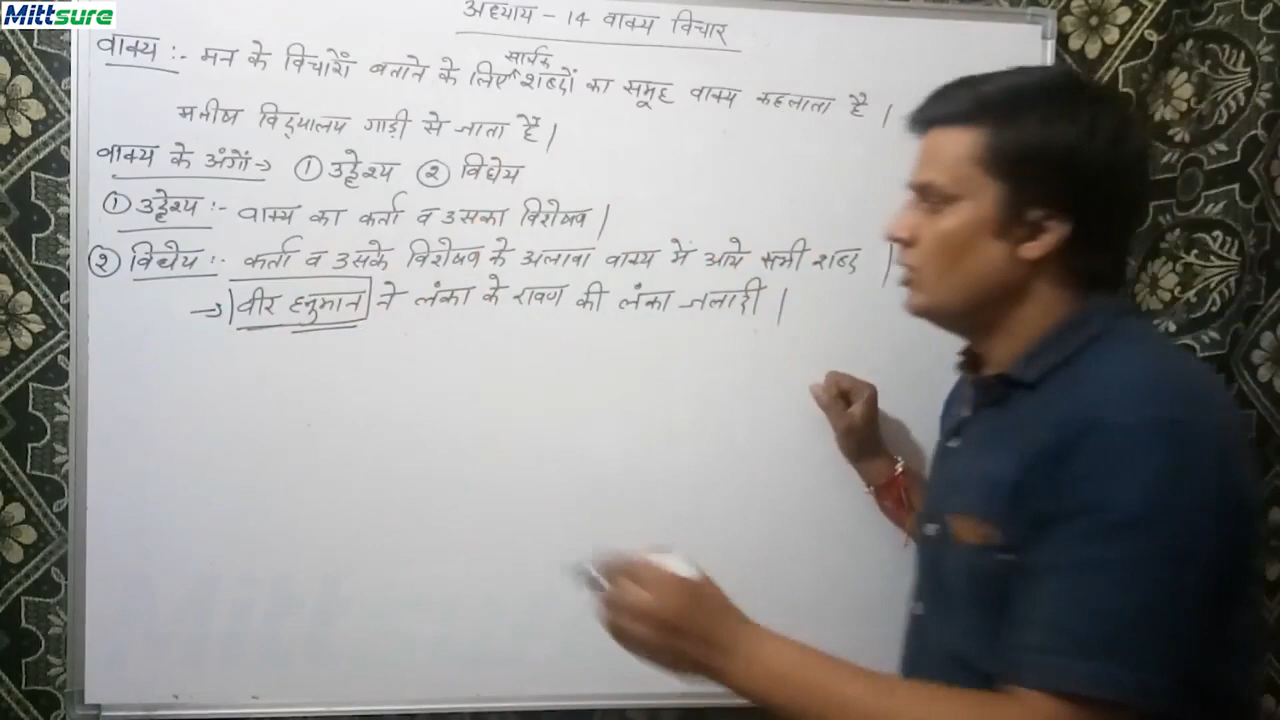 Mittsure
अध्याय - 14 वाक्य विचार
वाक्य :- मन के विचारों बताने के लिए सार्थक शब्दों का समूह वाक्य कहलाता है।
मनीष विद्यालय गाड़ी से जाता है।
वाक्य के अंगों→ ① उद्देश्य ② विधेय
① उद्देश्य :- वाक्य का कर्ता व उसका विशेषण।
② विधेय :- कर्ता व उसके विशेषण के अलावा वाक्य में आये सभी शब्द।
→ वीर हनुमान ने लंका के रावण की लंका जलादी।